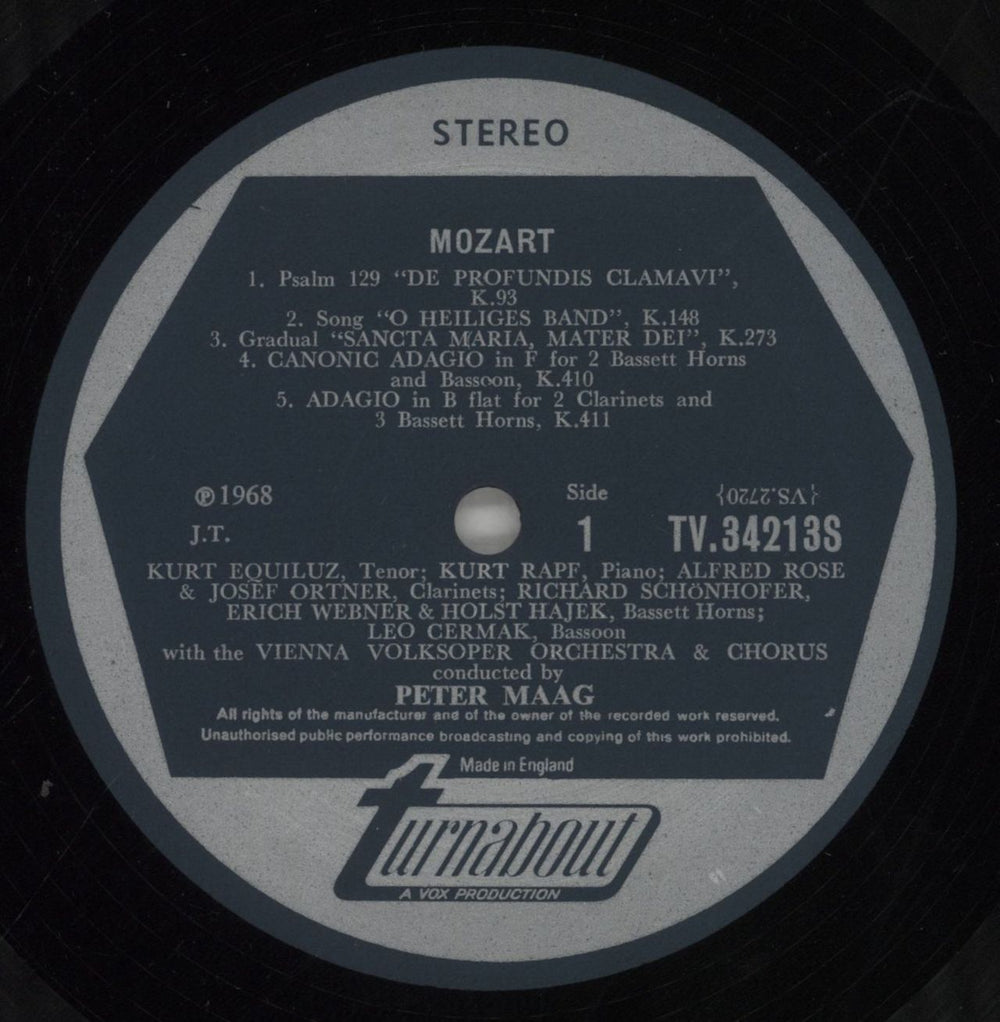 STEREO
MOZART
1. Psalm 129 “DE PROFUNDIS CLAMAVI”,
K.93
2. Song “O HEILIGES BAND”, K.148
3. Gradual “SANCTA MARIA, MATER DEI”, K.273
4. CANONIC ADAGIO in F for 2 Bassett Horns
and Bassoon, K.410
5. ADAGIO in B flat for 2 Clarinets and
3 Bassett Horns, K.411
℗ 1968
J.T.
Side
1
{VS.2720}
TV.34213S
KURT EQUILUZ, Tenor; KURT RAPF, Piano; ALFRED ROSE
& JOSEF ORTNER, Clarinets; RICHARD SCHÖNHOFER,
ERICH WEBNER & HOLST HAJEK, Bassett Horns;
LEO CERMAK, Bassoon
with the VIENNA VOLKSOPER ORCHESTRA & CHORUS
conducted by
PETER MAAG
All rights of the manufacturer and of the owner of the recorded work reserved.
Unauthorised public performance broadcasting and copying of this work prohibited.
Made in England
turnabout
A VOX PRODUCTION